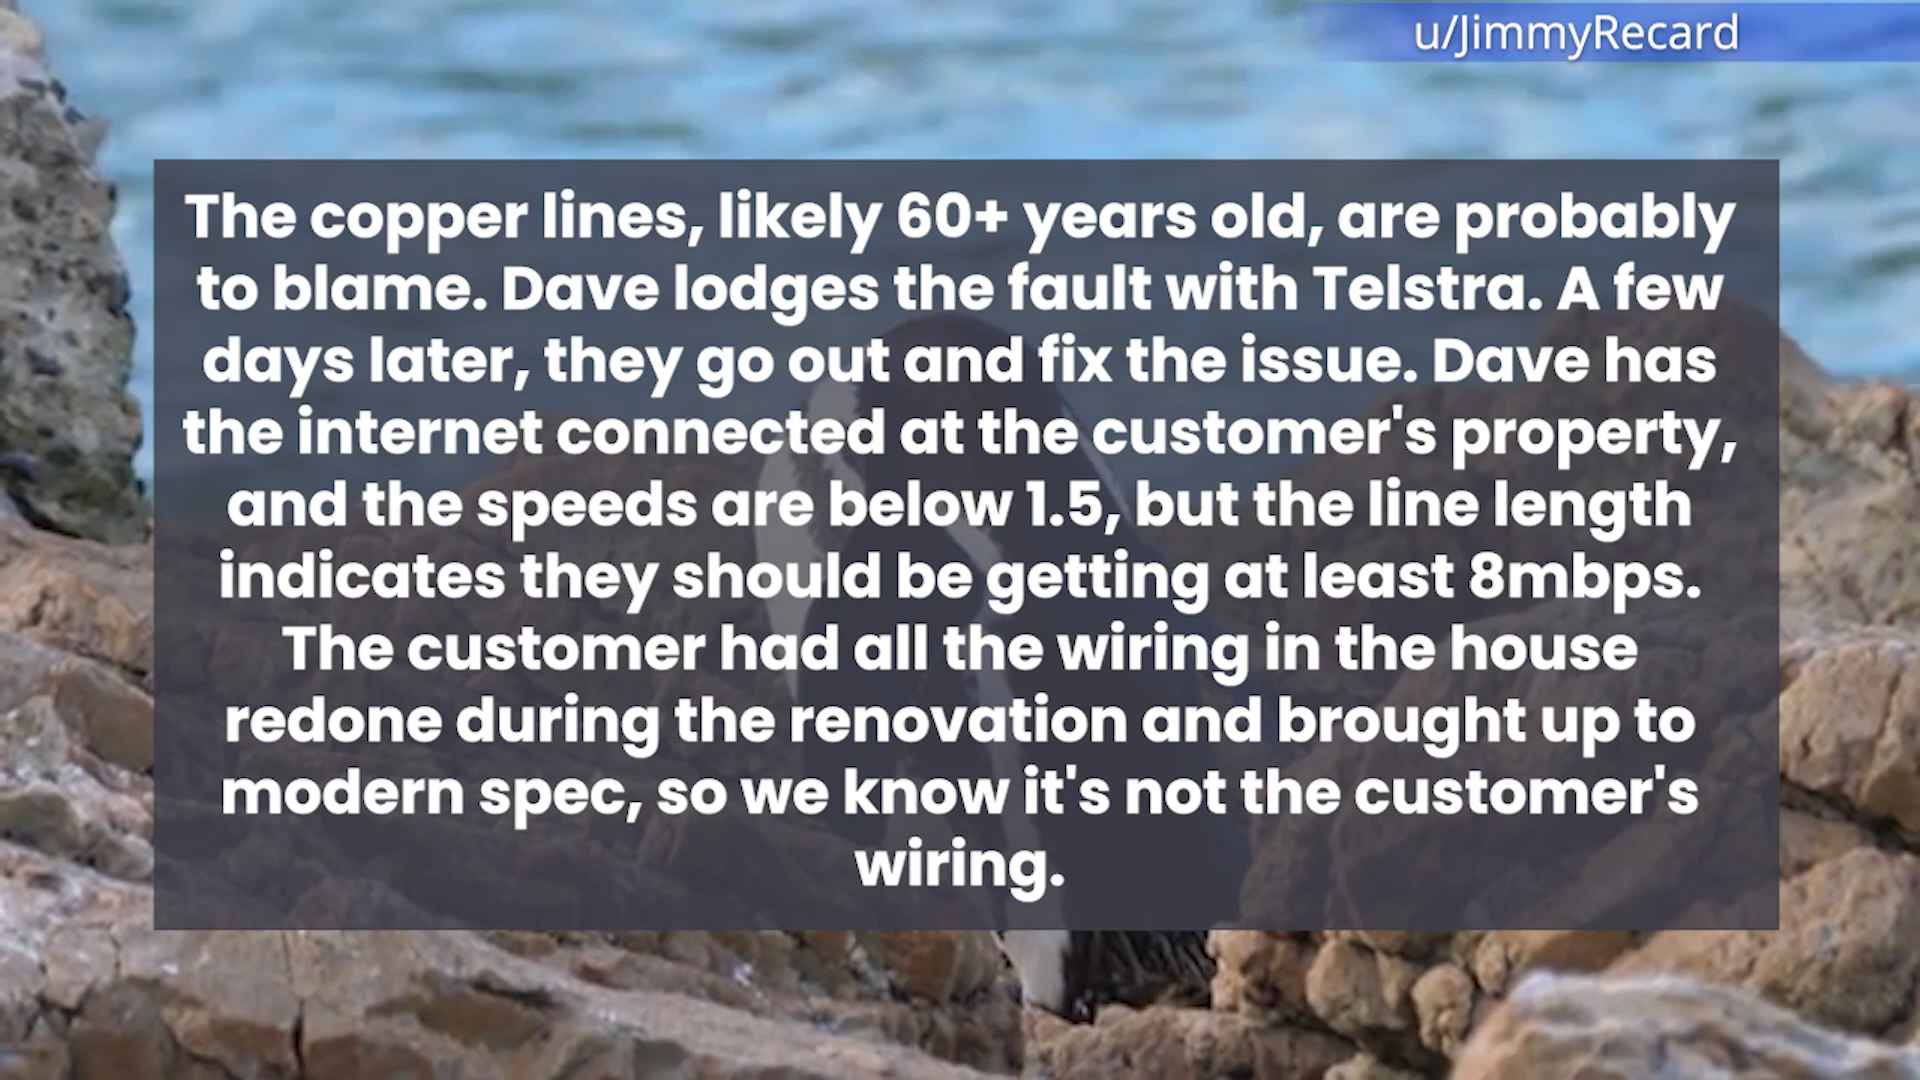 u/JimmyRecard
The copper lines, likely 60+ years old, are probably
to blame. Dave lodges the fault with Telstra. A few
days later, they go out and fix the issue. Dave has
the internet connected at the customer's property,
and the speeds are below 1.5, but the line length
indicates they should be getting at least 8mbps.
The customer had all the wiring in the house
redone during the renovation and brought up to
modern spec, so we know it's not the customer's
wiring.